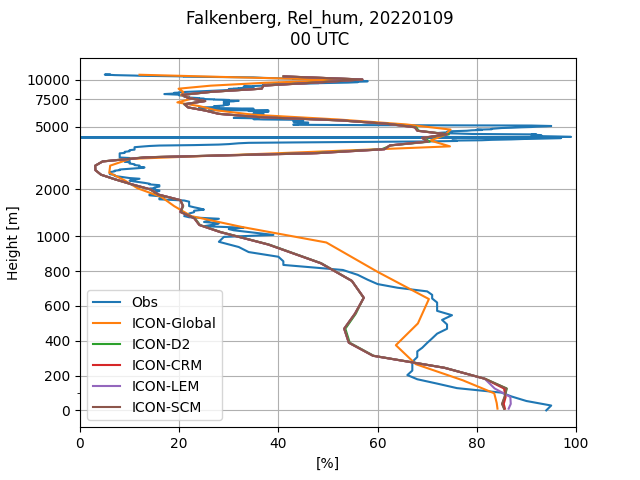 Falkenberg, Rel_hum, 20220109
00 UTC
Height [m]
10000
7500
5000
2000
1000
800
600
400
200
0
Obs
ICON-Global
ICON-D2
ICON-CRM
ICON-LEM
ICON-SCM
0 20 40 60 80 100
[%]